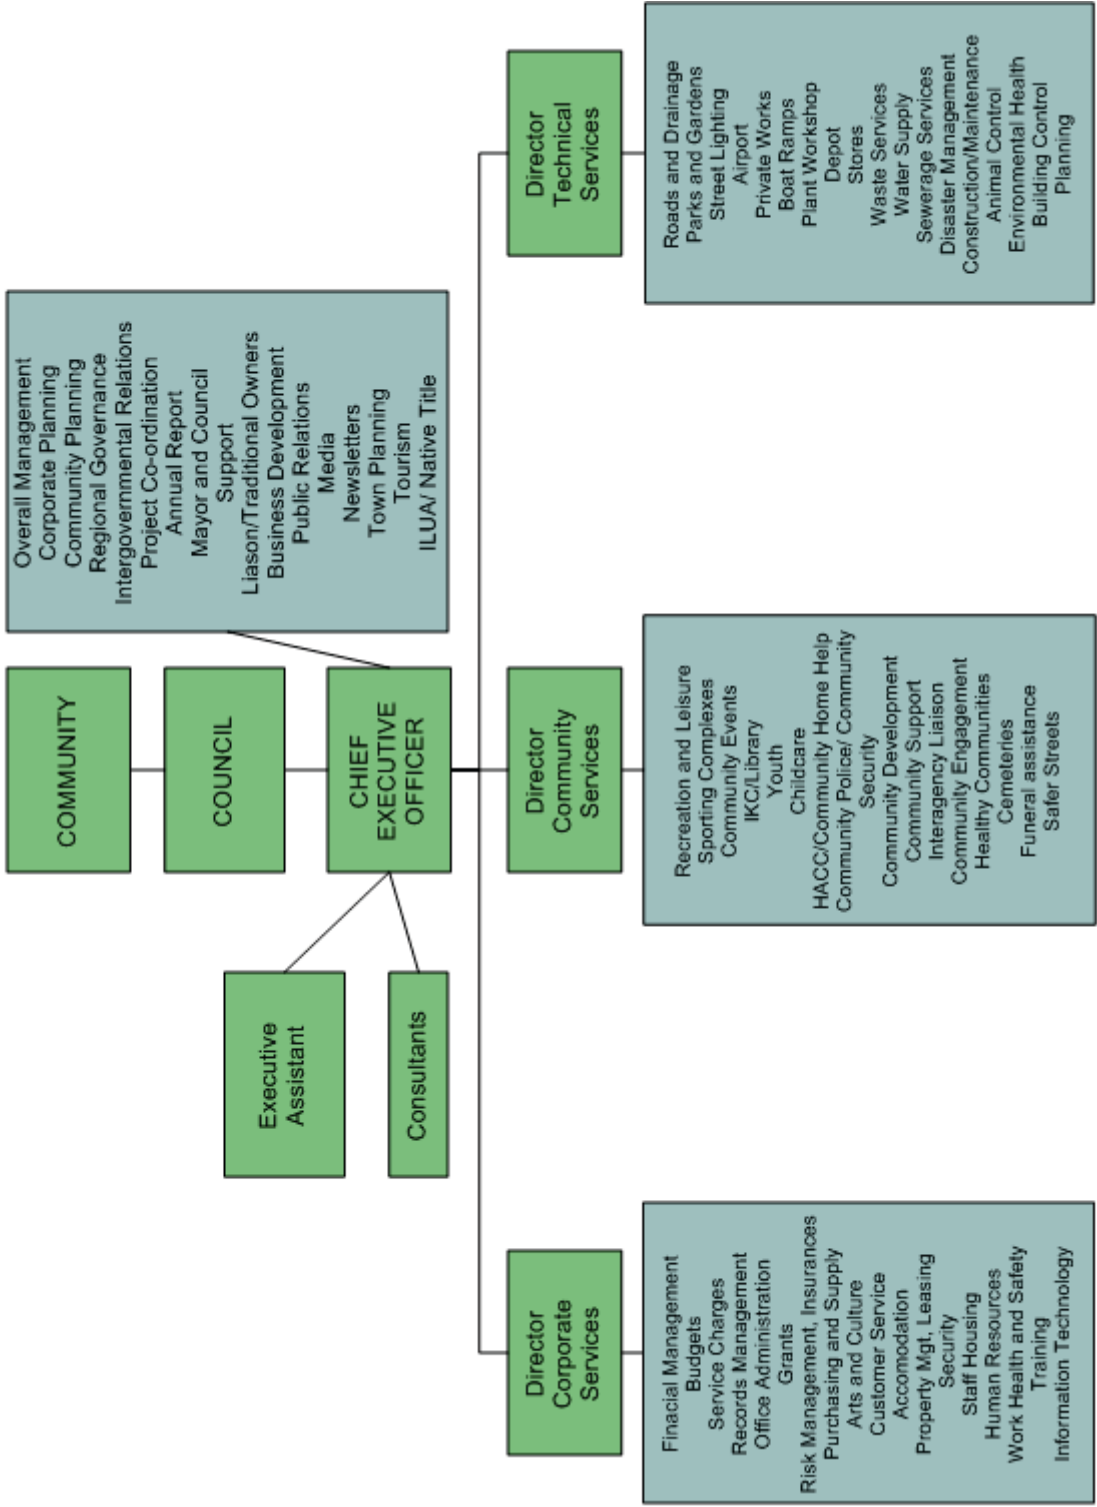 COMMUNITY
COUNCIL
CHIEF
EXECUTIVE
OFFICER
Overall Management
Corporate Planning
Community Planning
Regional Governance
Intergovernmental Relations
Project Co-ordination
Annual Report
Mayor and Council
Support
Liason/Traditional Owners
Business Development
Public Relations
Media
Newsletters
Town Planning
Tourism
ILUA/ Native Title
Executive
Assistant
Consultants
Director
Corporate
Services
Finacial Management
Budgets
Service Charges
Records Management
Office Administration
Grants
Risk Management, Insurances
Purchasing and Supply
Arts and Culture
Customer Service
Accomodation
Property Mgt, Leasing
Security
Staff Housing
Human Resources
Work Health and Safety
Training
Information Technology
Director
Community
Services
Recreation and Leisure
Sporting Complexes
Community Events
IKC/Library
Youth
Childcare
HACC/Community Home Help
Community Police/ Community
Security
Community Development
Community Support
Interagency Liaison
Community Engagement
Healthy Communities
Cemeteries
Funeral assistance
Safer Streets
Director
Technical
Services
Roads and Drainage
Parks and Gardens
Street Lighting
Airport
Private Works
Boat Ramps
Plant Workshop
Depot
Stores
Waste Services
Water Supply
Sewerage Services
Disaster Management
Construction/Maintenance
Animal Control
Environmental Health
Building Control
Planning